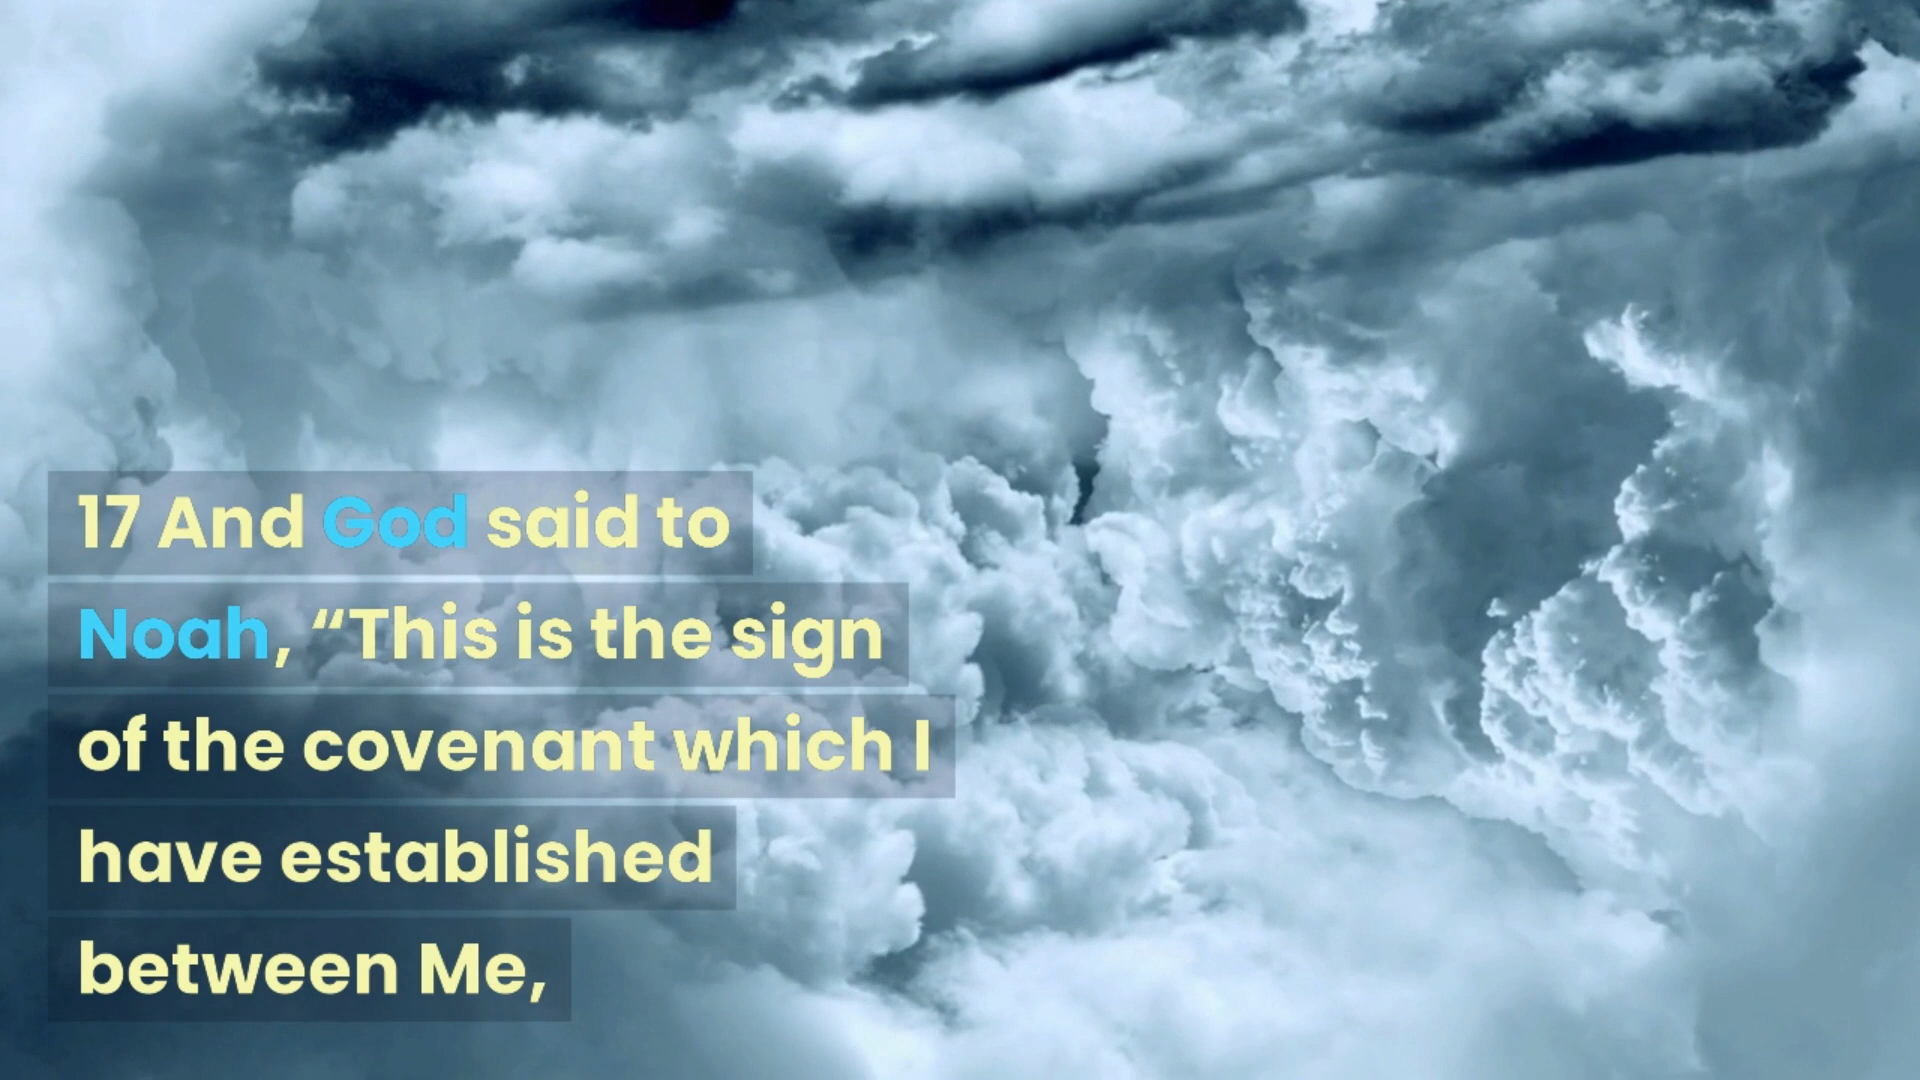 17 And God said to
Noah, “This is the sign
of the covenant which I
have established
between Me,